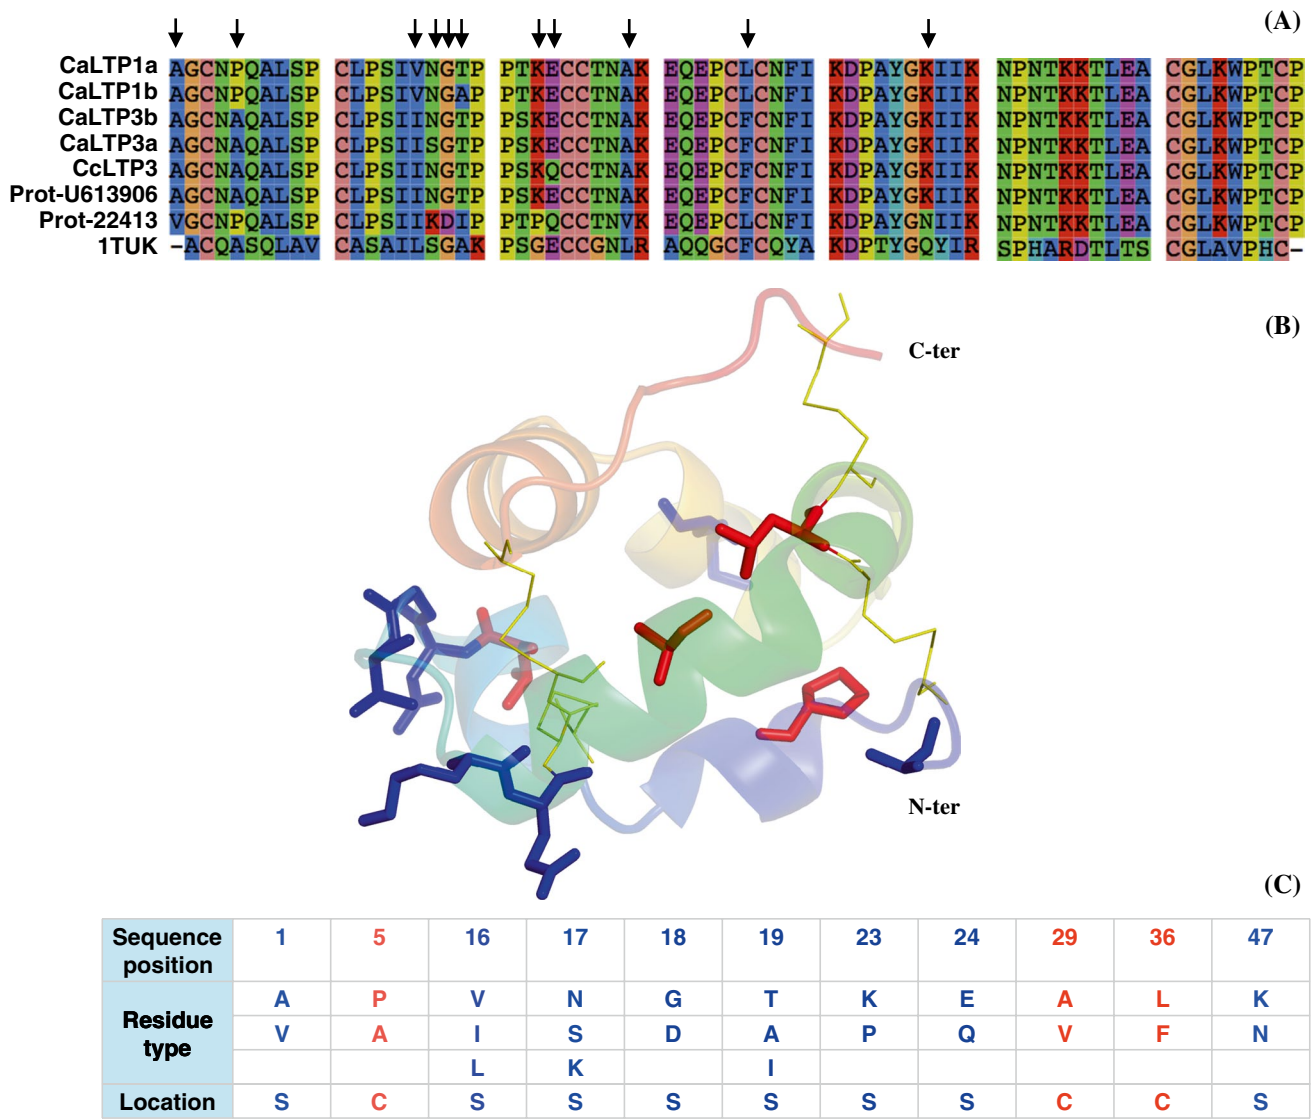 (A)
CaLTP1a AGCNPQALSP CLPSIVNGTP PTKECCTNAK EQEPCLCNFI KDPAYGKIIK NPNTKKTLEA CGLKWPTCP
CaLTP1b AGCNPQALSP CLPSIVNGAP PTKECCTNAK EQEPCLCNFI KDPAYGKIIK NPNTKKTLEA CGLKWPTCP
CaLTP3b AGCNAQALSP CLPSIINGTP PSKECCTNAK EQEPCFCNFI KDPAYGKIIK NPNTKKTLEA CGLKWPTCP
CaLTP3a AGCNAQALSP CLPSIISGTP PSKECCTNAK EQEPCFCNFI KDPAYGKIIK NPNTKKTLEA CGLKWPTCP
CcLTP3 AGCNAQALSP CLPSIINGTP PSKQCCTNAK EQEPCFCNFI KDPAYGKIIK NPNTKKTLEA CGLKWPTCP
Prot-U613906 AGCNAQALSP CLPSIINGTP PSKECCTNAK EQEPCFCNFI KDPAYGKIIK NPNTKKTLEA CGLKWPTCP
Prot-22413 VGCNPQALSP CLPSIIKDIP PTPQCCTNVK EQEPCLCNFI KDPAYGNIIK NPNTKKTLEA CGLKWPTCP
1TUK –ACQASQLAV CASAILSGAK PSGECCGNLR AQQGCFCQYA KDPTYGQYIR SPHARDTLTS CGLAVPHC–
(B)
C-ter
N-ter
(C)
Sequence position 1 5 16 17 18 19 23 24 29 36 47
Residue type A P V N G T K E A L K
V A I S D A P Q V F N
L K I
Location S C S S S S S S C C S